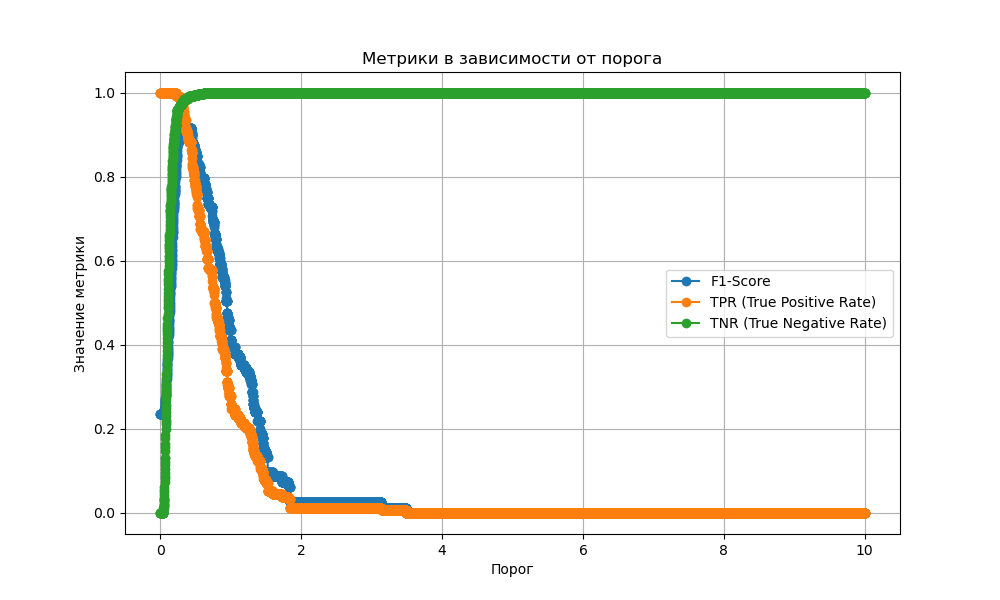 Метрики в зависимости от порога
1.0
0.8
0.6
0.4
0.2
0.0
Значение метрики
F1-Score
TPR (True Positive Rate)
TNR (True Negative Rate)
0 2 4 6 8 10
Порог